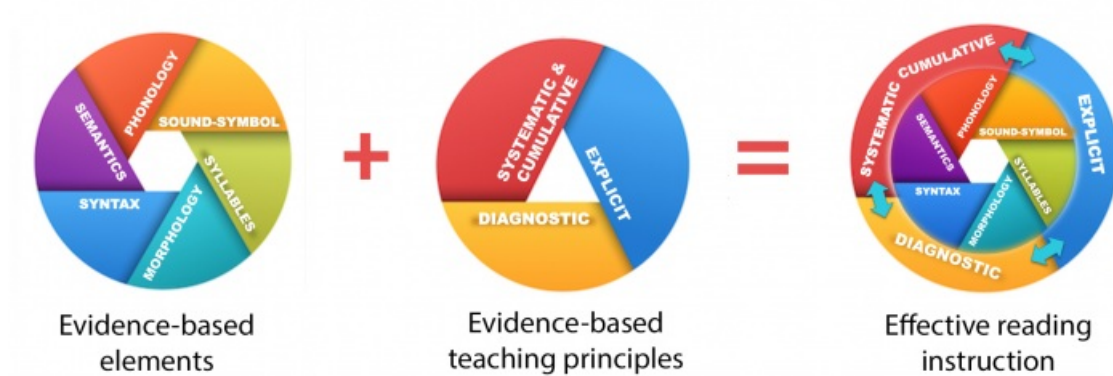 PHONOLOGY
SOUND-SYMBOL
SYLLABLES
MORPHOLOGY
SYNTAX
SEMANTICS
Evidence-based
elements
+
SYSTEMATIC &
CUMULATIVE
EXPLICIT
DIAGNOSTIC
Evidence-based
teaching principles
=
SYSTEMATIC CUMULATIVE
EXPLICIT
DIAGNOSTIC
PHONOLOGY
SOUND-SYMBOL
SYLLABLES
MORPHOLOGY
SYNTAX
SEMANTICS
Effective reading
instruction